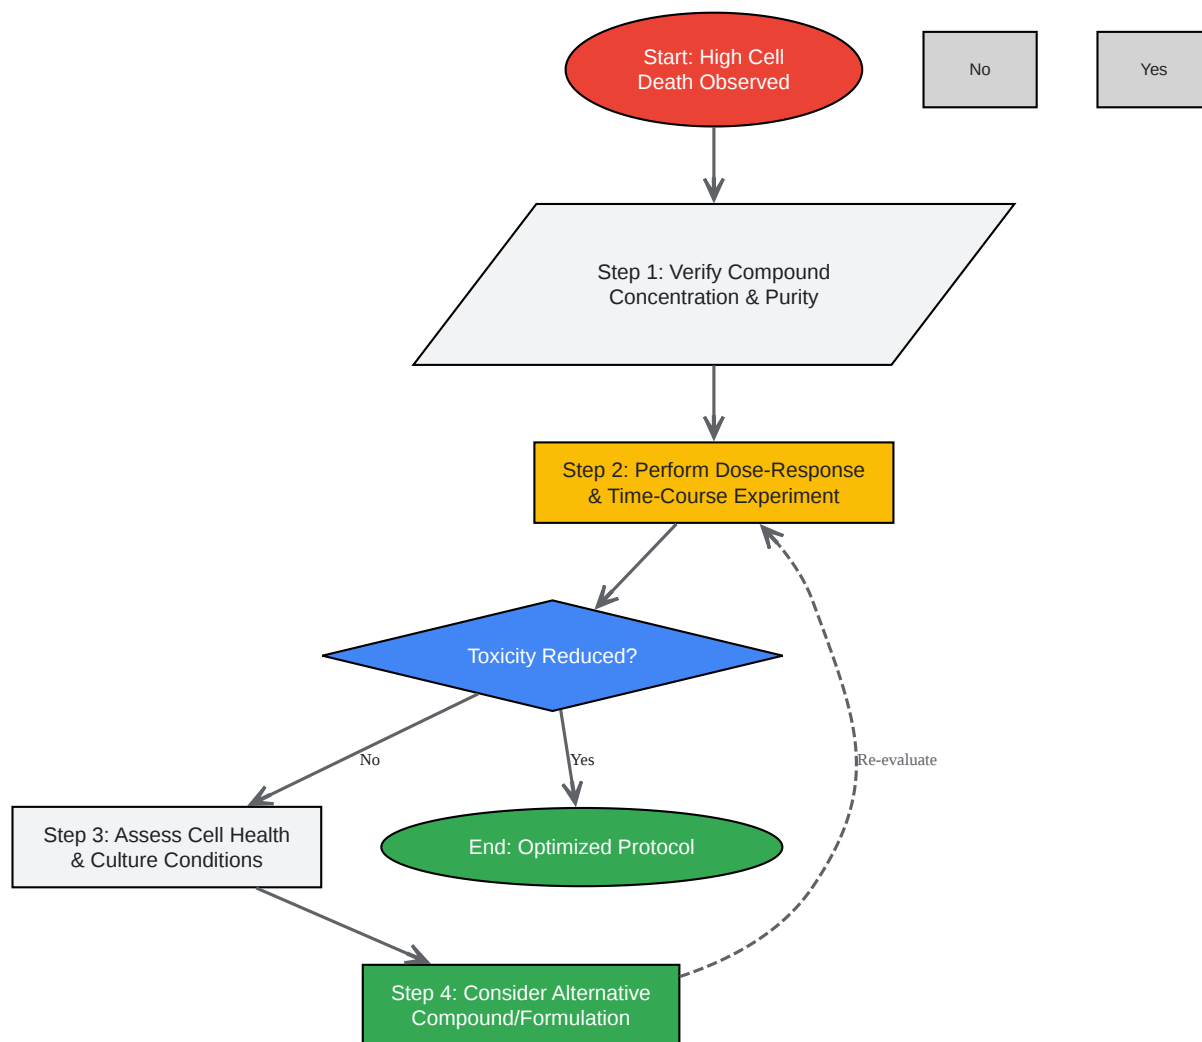 Start: High Cell
Death Observed
No
Yes
Step 1: Verify Compound
Concentration & Purity
Step 2: Perform Dose-Response
& Time-Course Experiment
Toxicity Reduced?
No
Yes
Re-evaluate
Step 3: Assess Cell Health
& Culture Conditions
End: Optimized Protocol
Step 4: Consider Alternative
Compound/Formulation